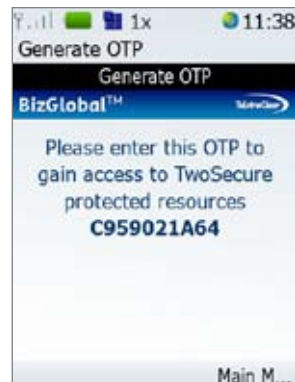 1x 11:38
Generate OTP
Generate OTP
BizGlobal™
Please enter this OTP to
gain access to TwoSecure
protected resources
C959021A64
Main M...